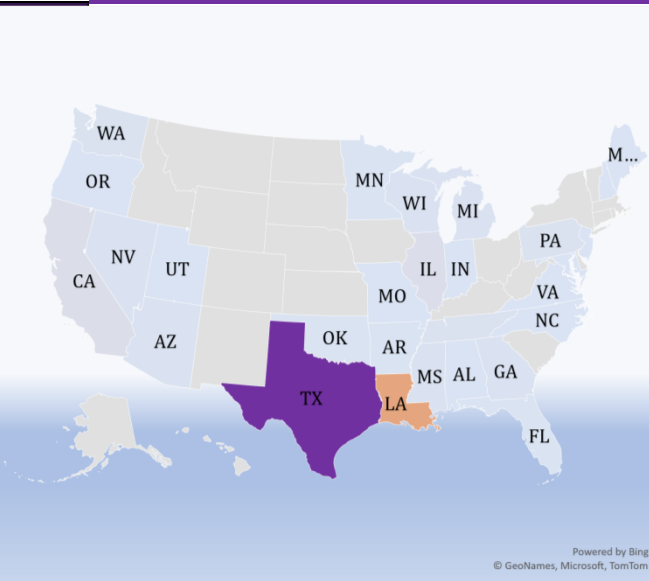 WA
M...
OR
MN
WI
MI
PA
NV
UT
CA
IL
IN
VA
MO
NC
AZ
OK
AR
MS
AL
GA
TX
LA
FL
Powered by Bing
© GeoNames, Microsoft, TomTom